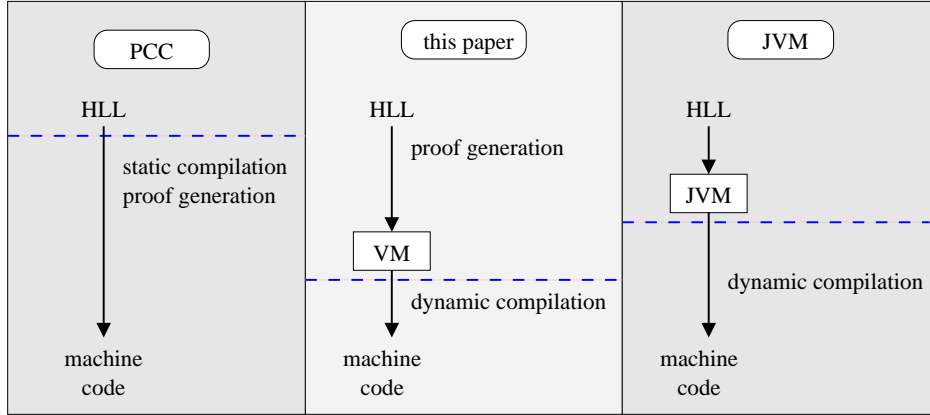 PCC
HLL
static compilation
proof generation
machine
code
this paper
HLL
proof generation
VM
dynamic compilation
machine
code
JVM
HLL
JVM
dynamic compilation
machine
code